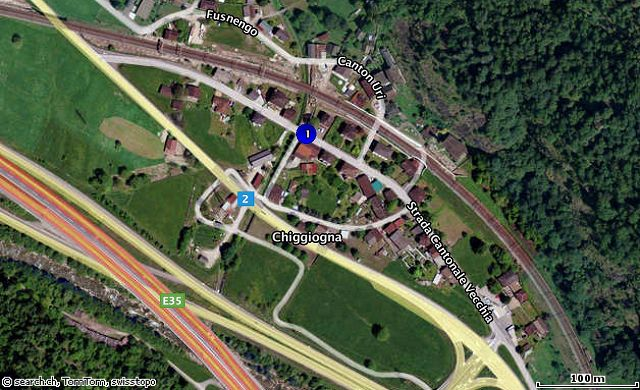 Fusnengo
Canton Uri
1
2
Chiggiogna
Strada Cantonale Vecchia
E35
© search.ch, TomTom, swisstopo
100 m